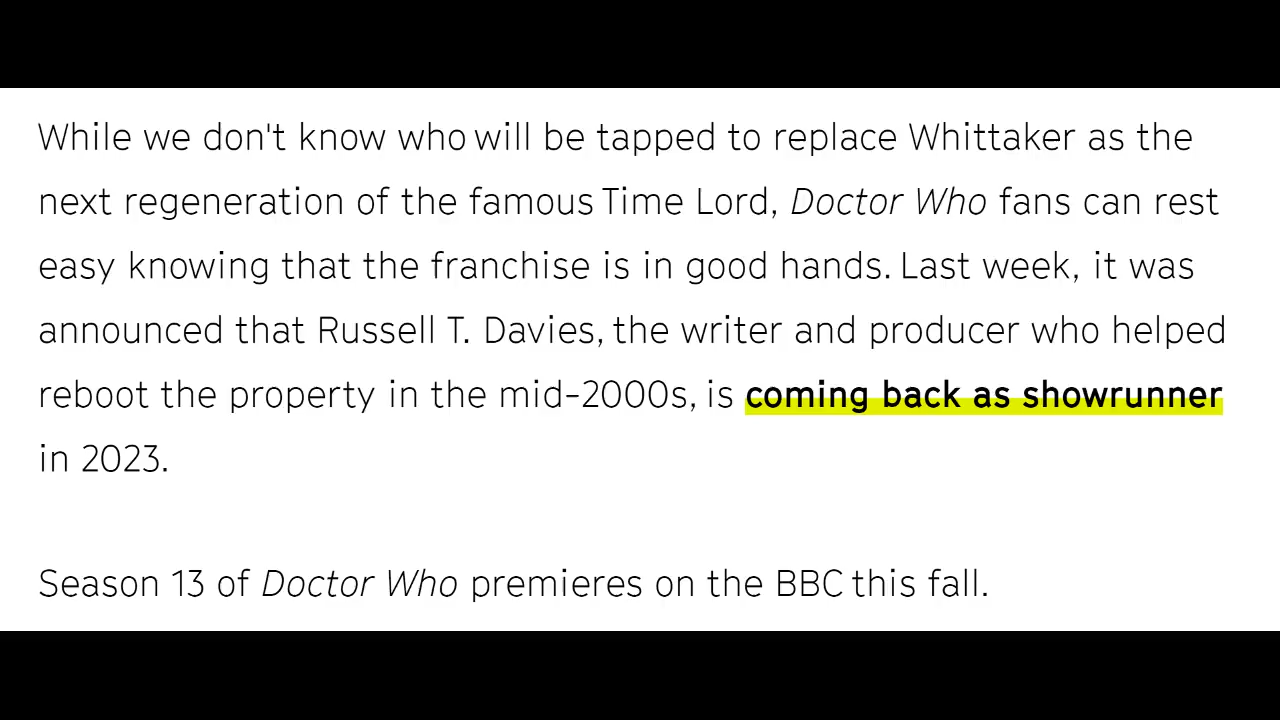 While we don't know who will be tapped to replace Whittaker as the
next regeneration of the famous Time Lord, Doctor Who fans can rest
easy knowing that the franchise is in good hands. Last week, it was
announced that Russell T. Davies, the writer and producer who helped
reboot the property in the mid-2000s, is coming back as showrunner
in 2023.
Season 13 of Doctor Who premieres on the BBC this fall.